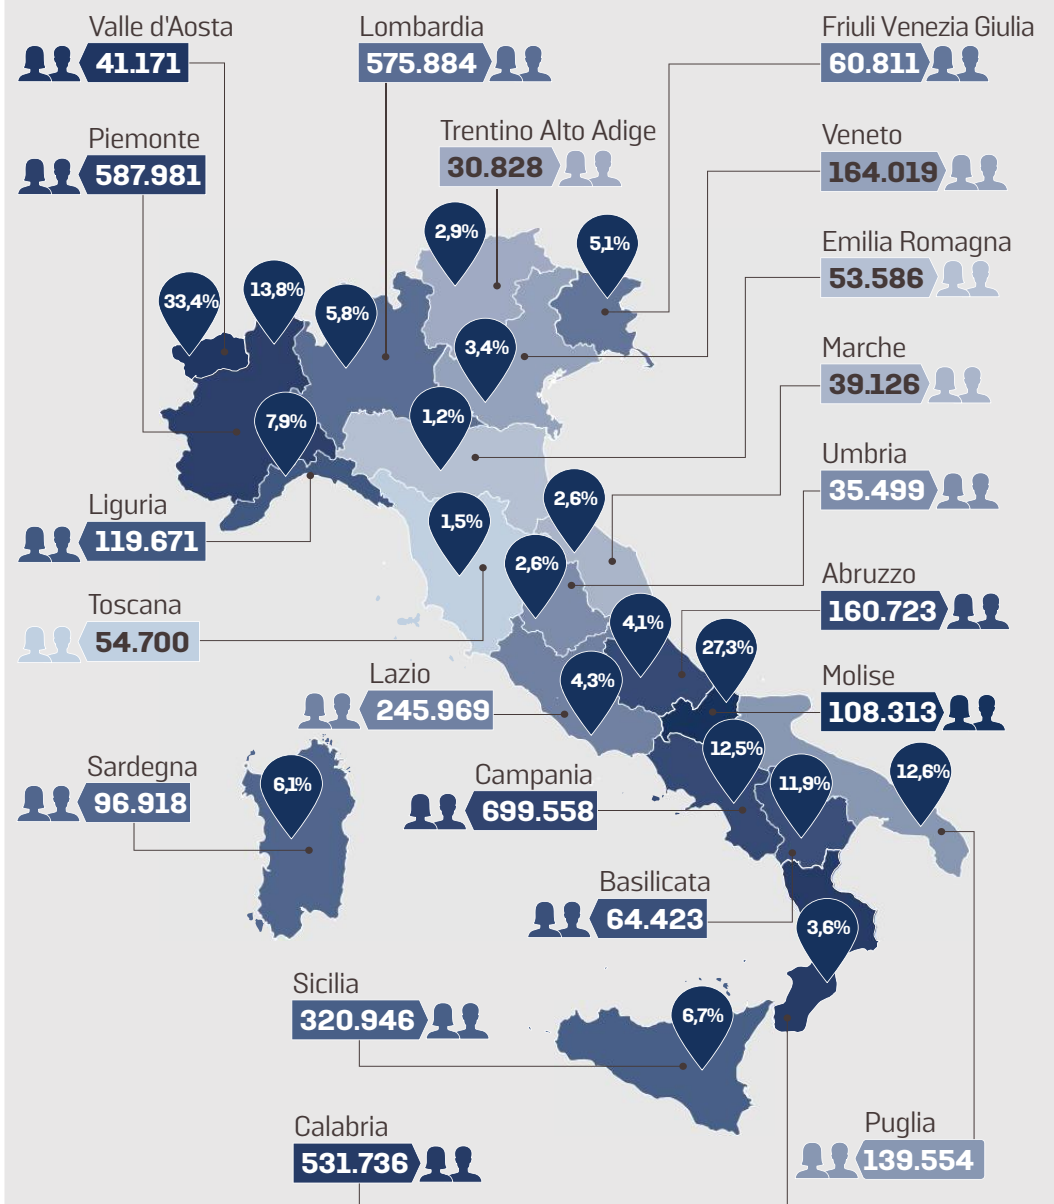 Valle d'Aosta
41.171
Lombardia
575.884
Friuli Venezia Giulia
60.811
Piemonte
587.981
Trentino Alto Adige
30.828
Veneto
164.019
Emilia Romagna
53.586
Marche
39.126
Umbria
35.499
Liguria
119.671
Toscana
54.700
Abruzzo
160.723
Lazio
245.969
Molise
108.313
Sardegna
96.918
Campania
699.558
Basilicata
64.423
Sicilia
320.946
Calabria
531.736
Puglia
139.554
2,9%
5,1%
33,4%
13,8%
5,8%
3,4%
7,9%
1,2%
1,5%
2,6%
2,6%
4,1%
27,3%
4,3%
12,5%
11,9%
12,6%
6,1%
3,6%
6,7%